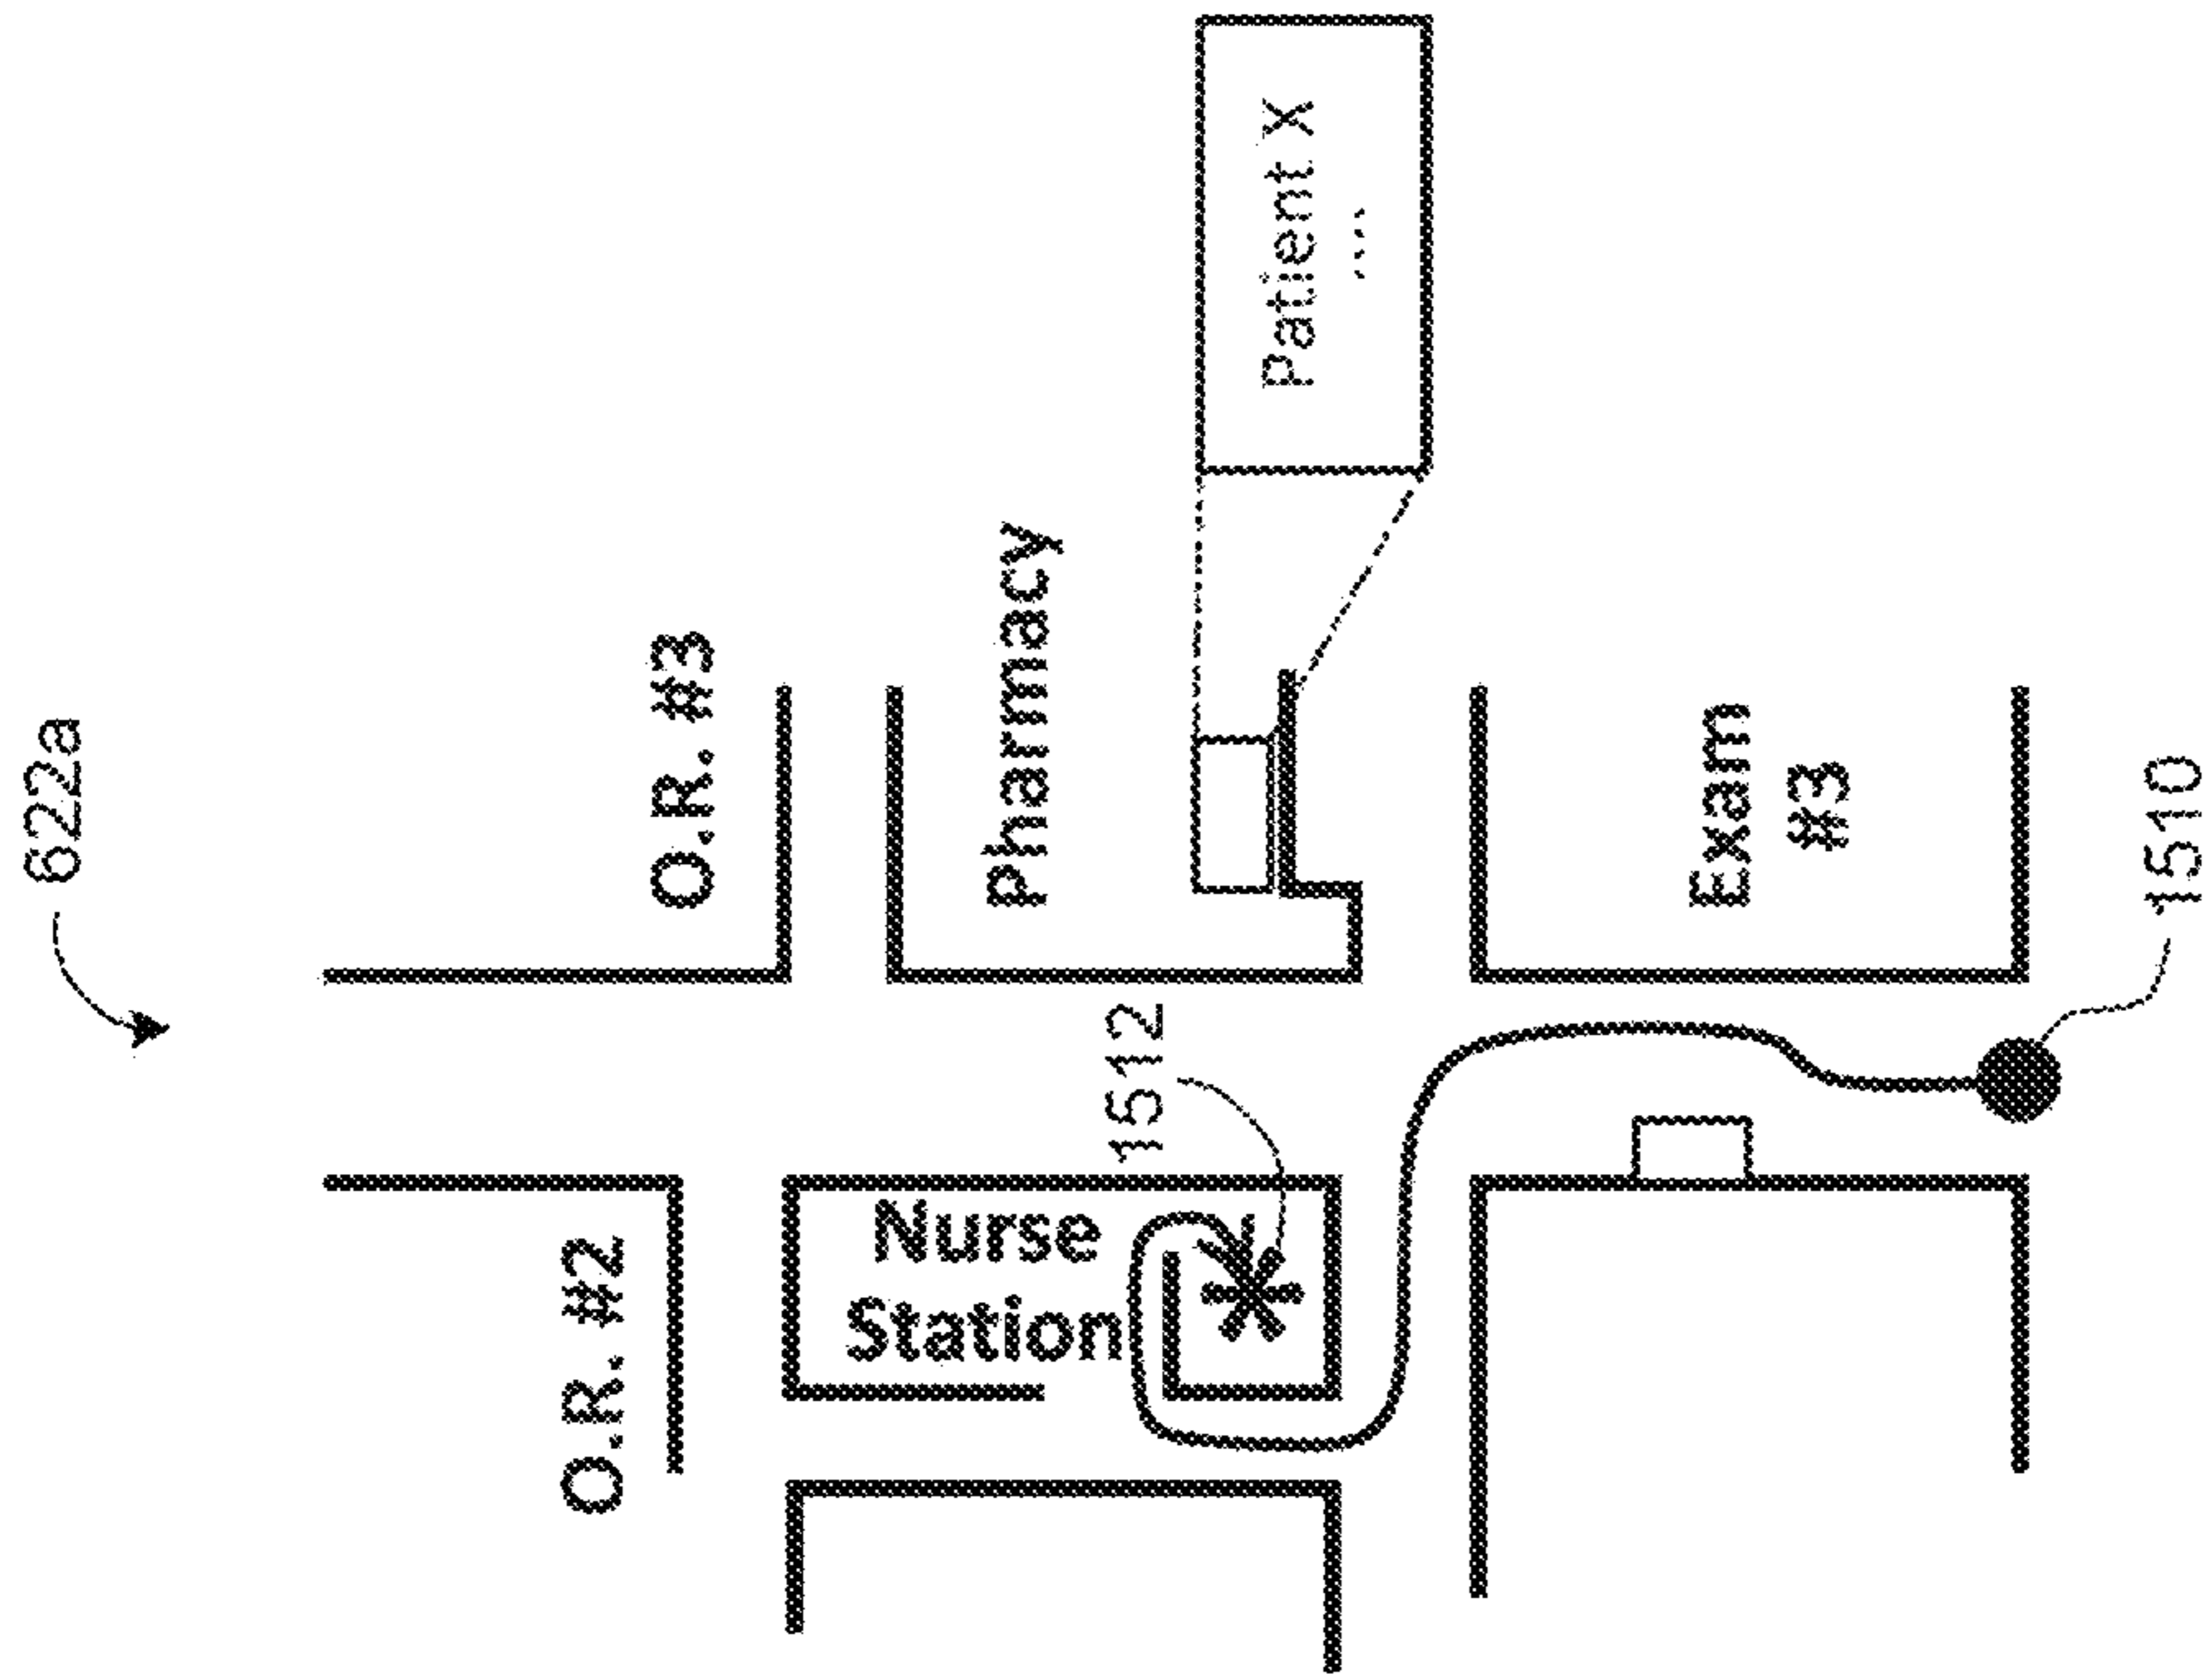 622a
O.R. #2
O.R. #3
Nurse
Station
Pharmacy
1512
Patient X
....
Exam
#3
1510